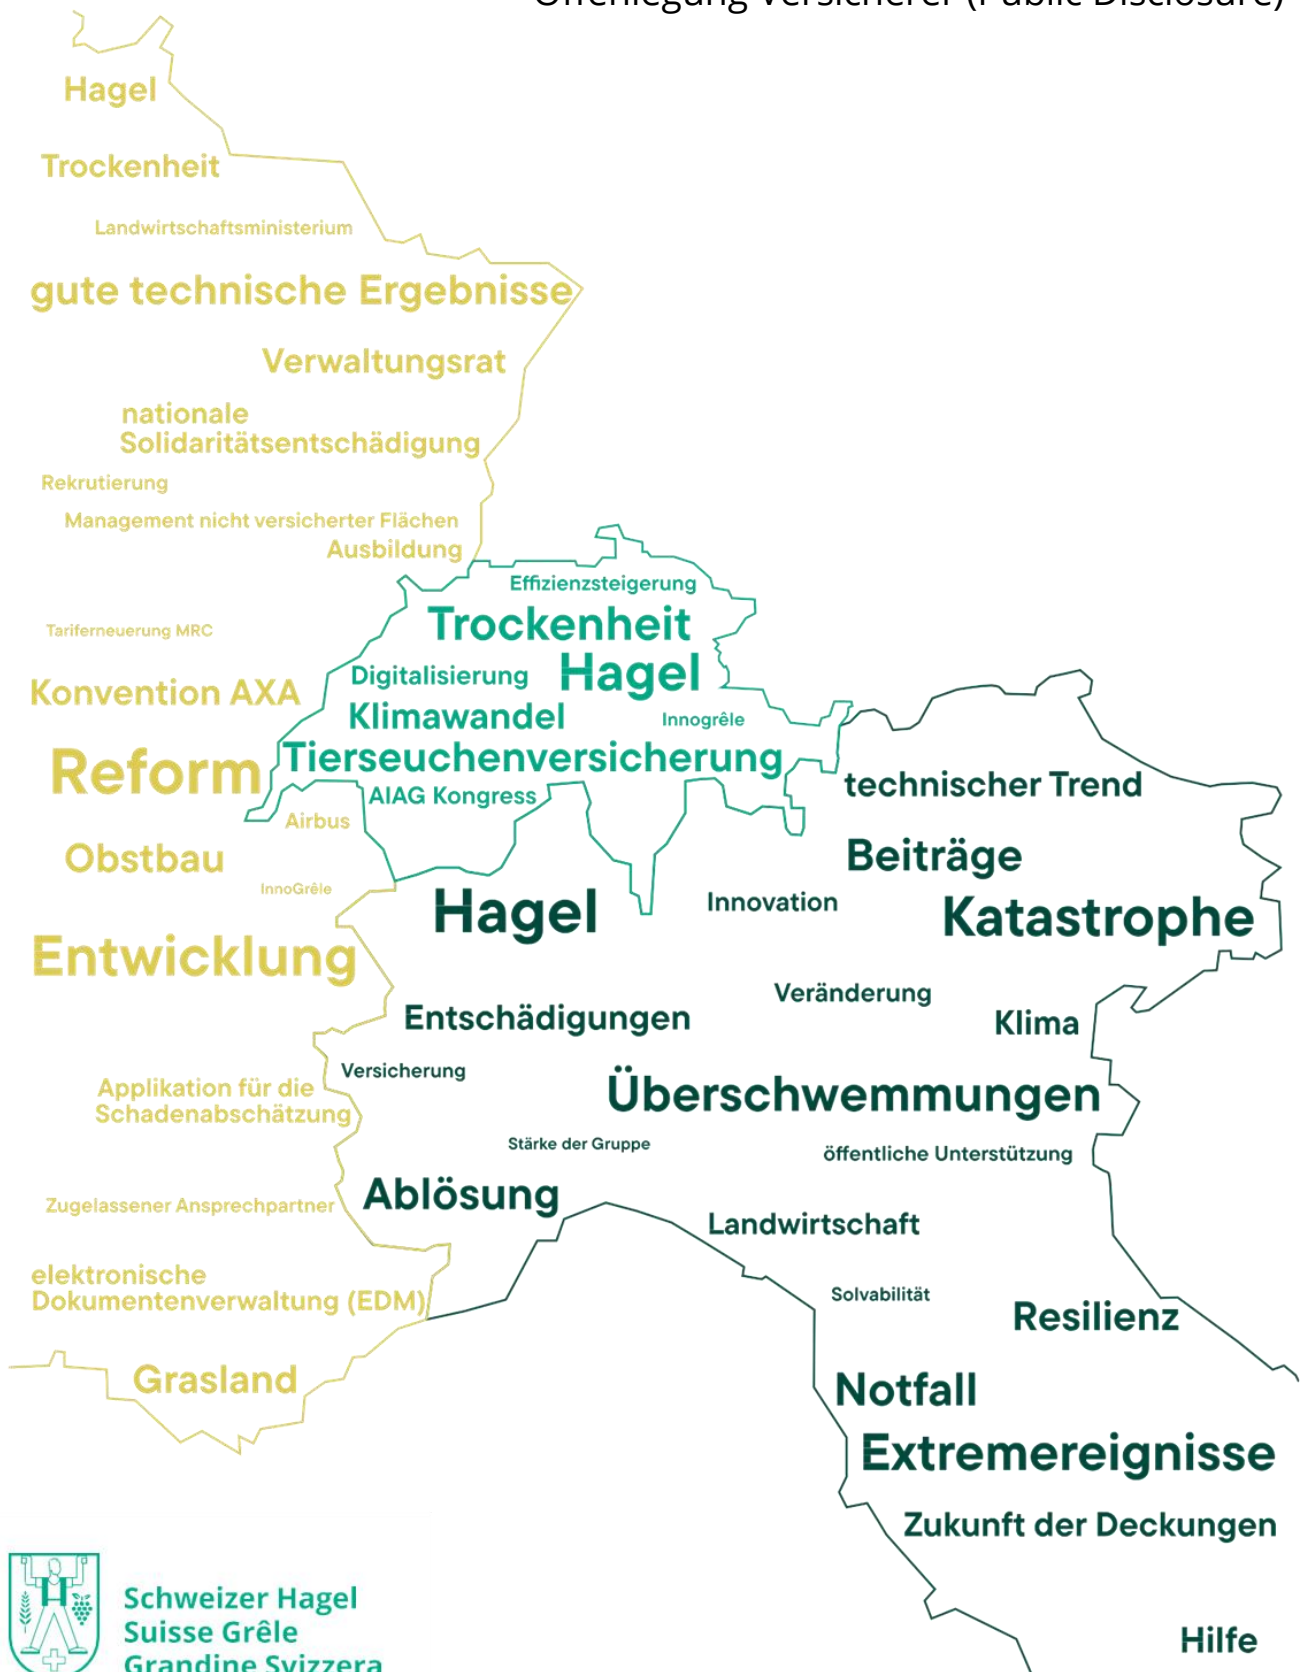 Offenlegung Versicherer (Public Disclosure)
Hagel
Trockenheit
Landwirtschaftsministerium
gute technische Ergebnisse
Verwaltungsrat
nationale
Solidaritätsentschädigung
Rekrutierung
Management nicht versicherter Flächen
Ausbildung
Tariferneuerung MRC
Konvention AXA
Reform
Airbus
Obstbau
InnoGrêle
Entwicklung
Applikation für die
Schadenabschätzung
Zugelassener Ansprechpartner
elektronische
Dokumentenverwaltung (EDM)
Grasland
Effizienzsteigerung
Trockenheit
Digitalisierung
Hagel
Klimawandel
Innogrêle
Tierseuchenversicherung
AIAG Kongress
technischer Trend
Beiträge
Hagel
Innovation
Katastrophe
Veränderung
Entschädigungen
Klima
Versicherung
Überschwemmungen
Stärke der Gruppe
öffentliche Unterstützung
Ablösung
Landwirtschaft
Solvabilität
Resilienz
Notfall
Extremereignisse
Zukunft der Deckungen
Hilfe
Schweizer Hagel
Suisse Grêle
Grandine Svizzera